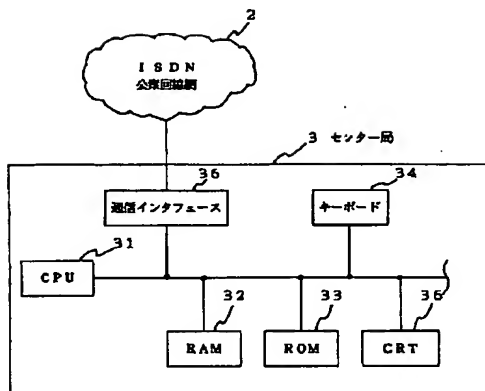 2
ISDN
公衆回線網
3 センター局
36
34
通信インタフェース
キーボード
31
CPU
32
33
36
RAM
ROM
CRT